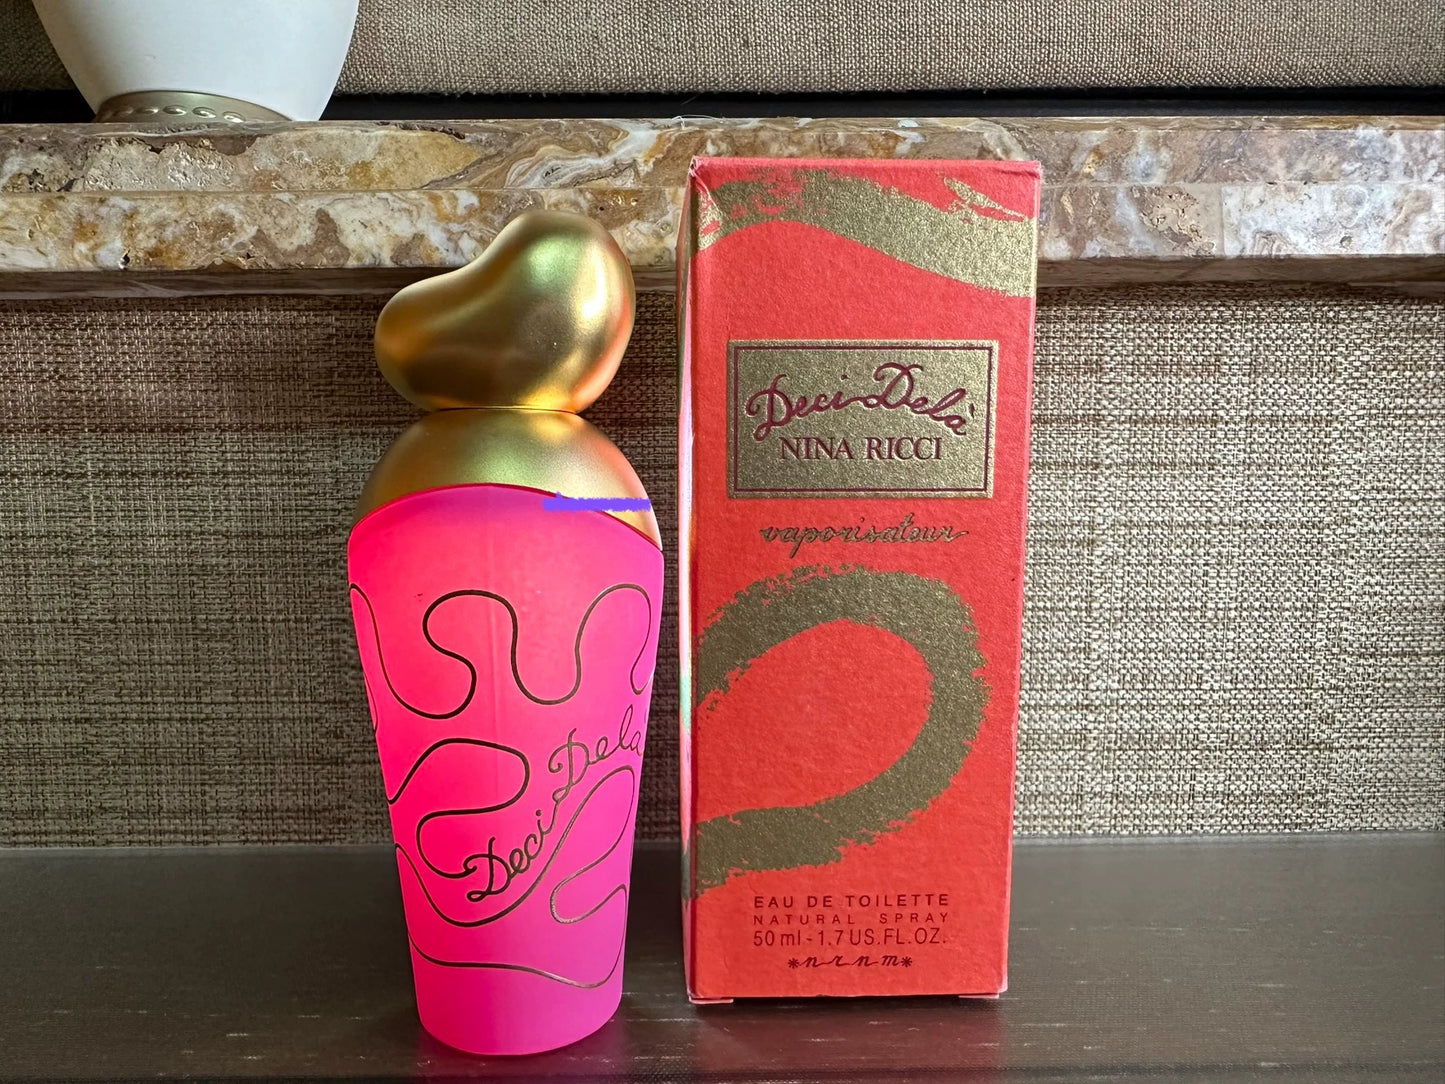 Deci Delà
Deci Delà
NINA RICCI
vaporisateur
EAU DE TOILETTE
NATURAL SPRAY
50 ml - 1,7 US.FL.OZ.
*nrnm*